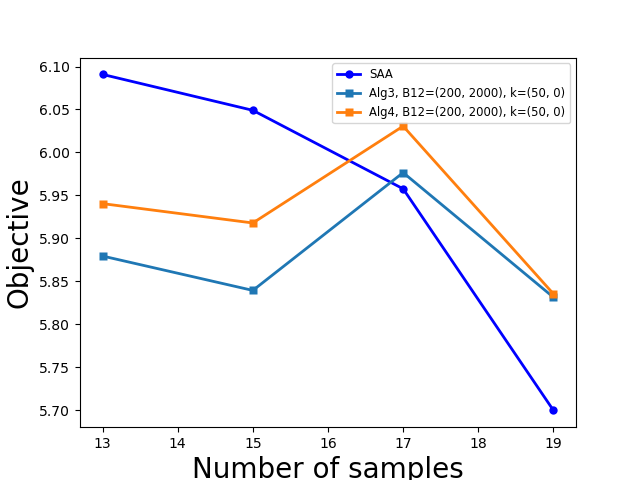 6.10
6.05
6.00
5.95
5.90
5.85
5.80
5.75
5.70
Objective
SAA
Alg3, B12=(200, 2000), k=(50, 0)
Alg4, B12=(200, 2000), k=(50, 0)
13 14 15 16 17 18 19
Number of samples